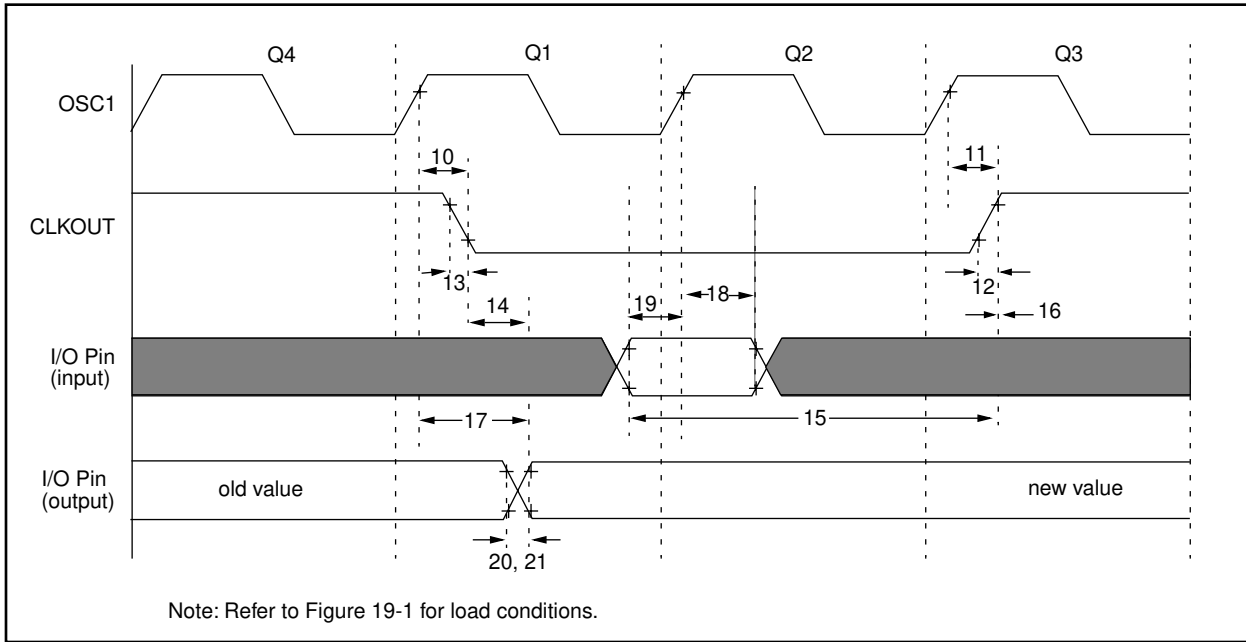 Q4 Q1 Q2 Q3
OSC1
10 11
CLKOUT
13 12
19 18
14 16
I/O Pin
(input)
17 15
I/O Pin
(output)
old value new value
20, 21
Note: Refer to Figure 19-1 for load conditions.